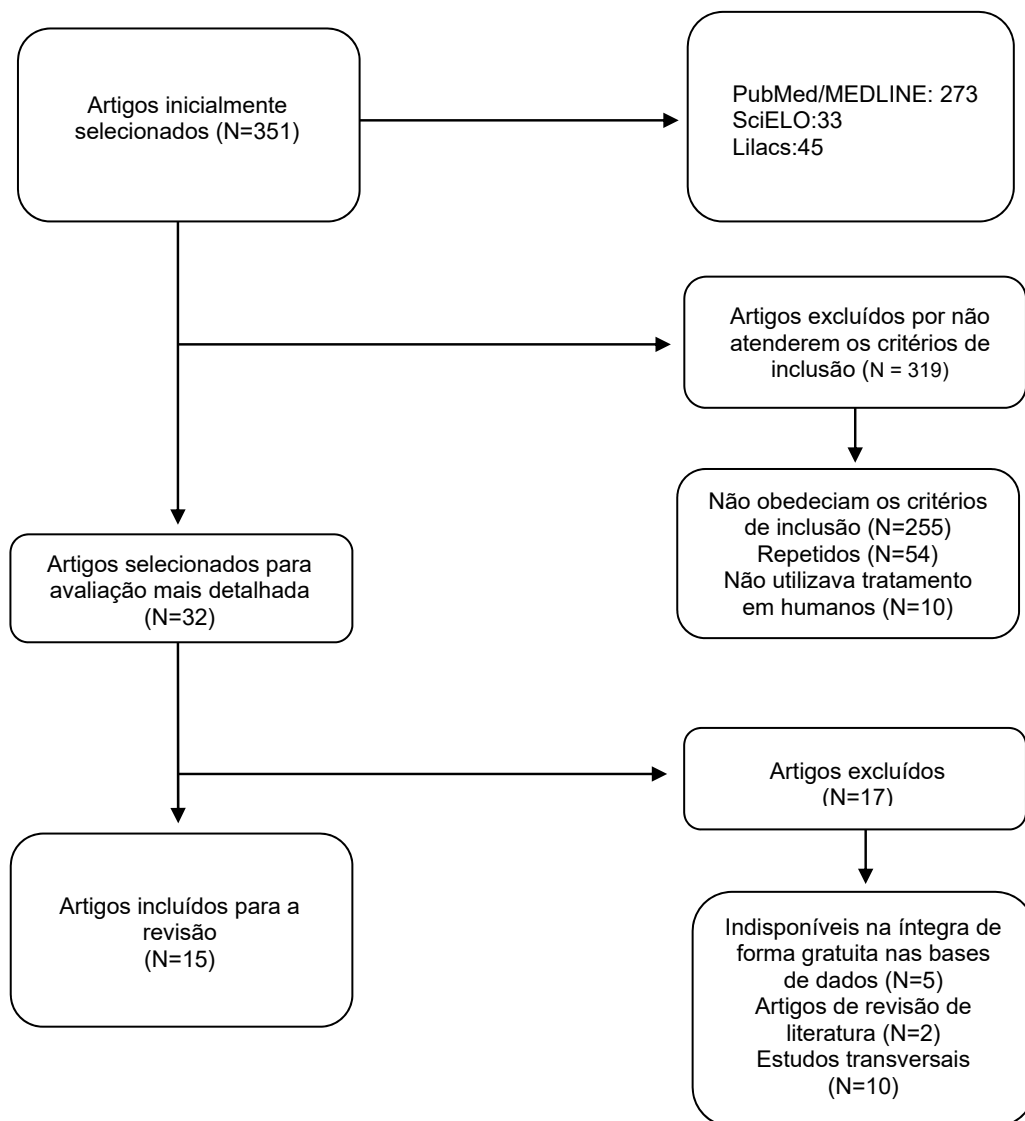 Artigos inicialmente
selecionados (N=351)
PubMed/MEDLINE: 273
SciELO:33
Lilacs:45
Artigos excluídos por não
atenderem os critérios de
inclusão (N = 319)
Não obedeciam os critérios
de inclusão (N=255)
Repetidos (N=54)
Não utilizava tratamento
em humanos (N=10)
Artigos selecionados para
avaliação mais detalhada
(N=32)
Artigos excluídos
(N=17)
Artigos incluídos para a
revisão
(N=15)
Indisponíveis na íntegra de
forma gratuita nas bases
de dados (N=5)
Artigos de revisão de
literatura (N=2)
Estudos transversais
(N=10)